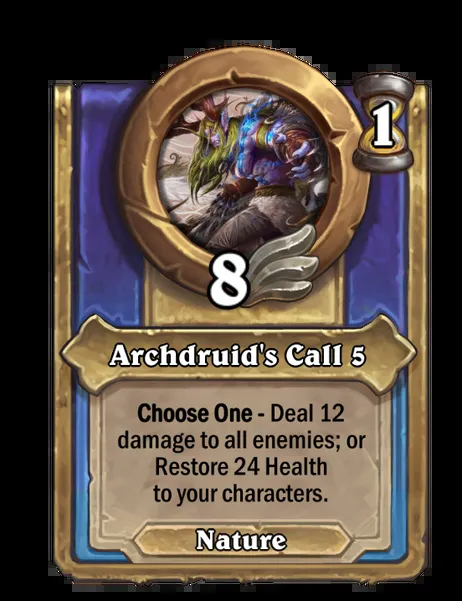 1
8
Archdruid's Call 5
Choose One - Deal 12
damage to all enemies; or
Restore 24 Health
to your characters.
Nature